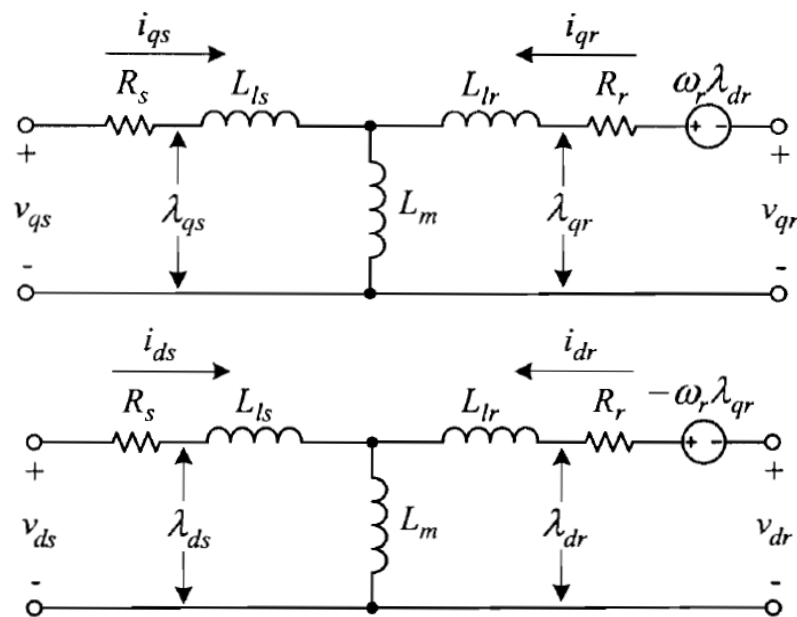 i_qs i_qr
R_s L_ls L_lr R_r ω_r λ_dr
+ + - +
v_qs λ_qs L_m λ_qr v_qr
- -
i_ds i_dr
R_s L_ls L_lr R_r -ω_r λ_qr
+ + - +
v_ds λ_ds L_m λ_dr v_dr
- -